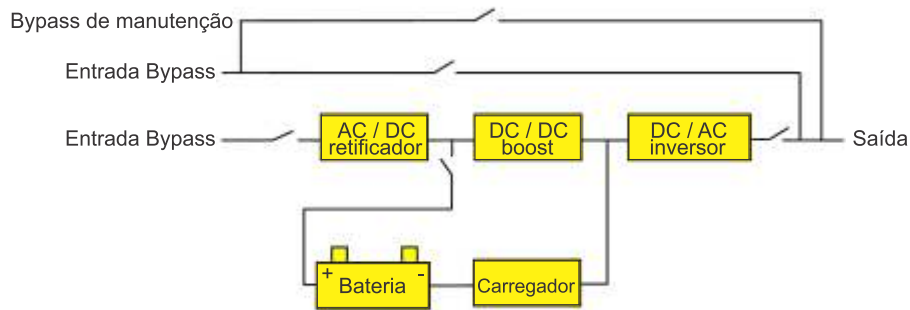 Bypass de manutenção
Entrada Bypass
Entrada Bypass
AC / DC
retificador
DC / DC
boost
DC / AC
inversor
Saída
+
-
Bateria
Carregador